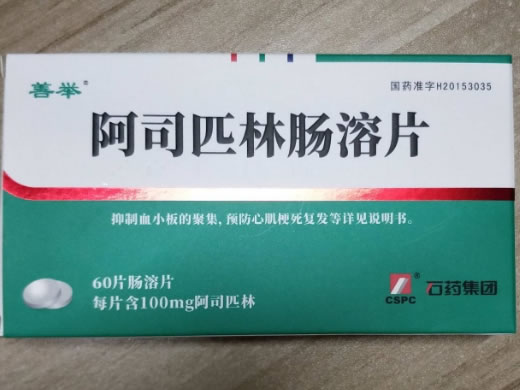 善举®
国药准字H20153035
阿司匹林肠溶片
抑制血小板的聚集,预防心肌梗死复发等详见说明书。
60片肠溶片
每片含100mg阿司匹林
CSPC
® 石药集团